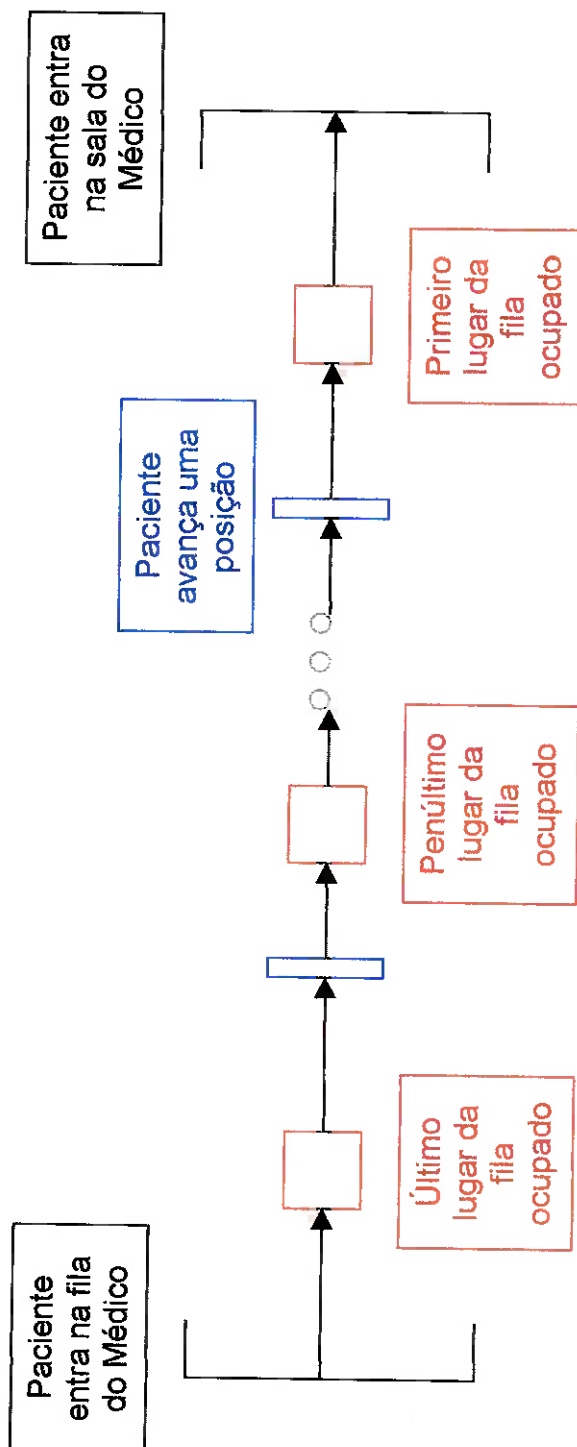 Paciente
entra na fila
do Médico
Último
lugar da
fila
ocupado
Penúltimo
lugar da
fila
ocupado
Paciente
avança uma
posição
Primeiro
lugar da
fila
ocupado
Paciente entra
na sala do
Médico